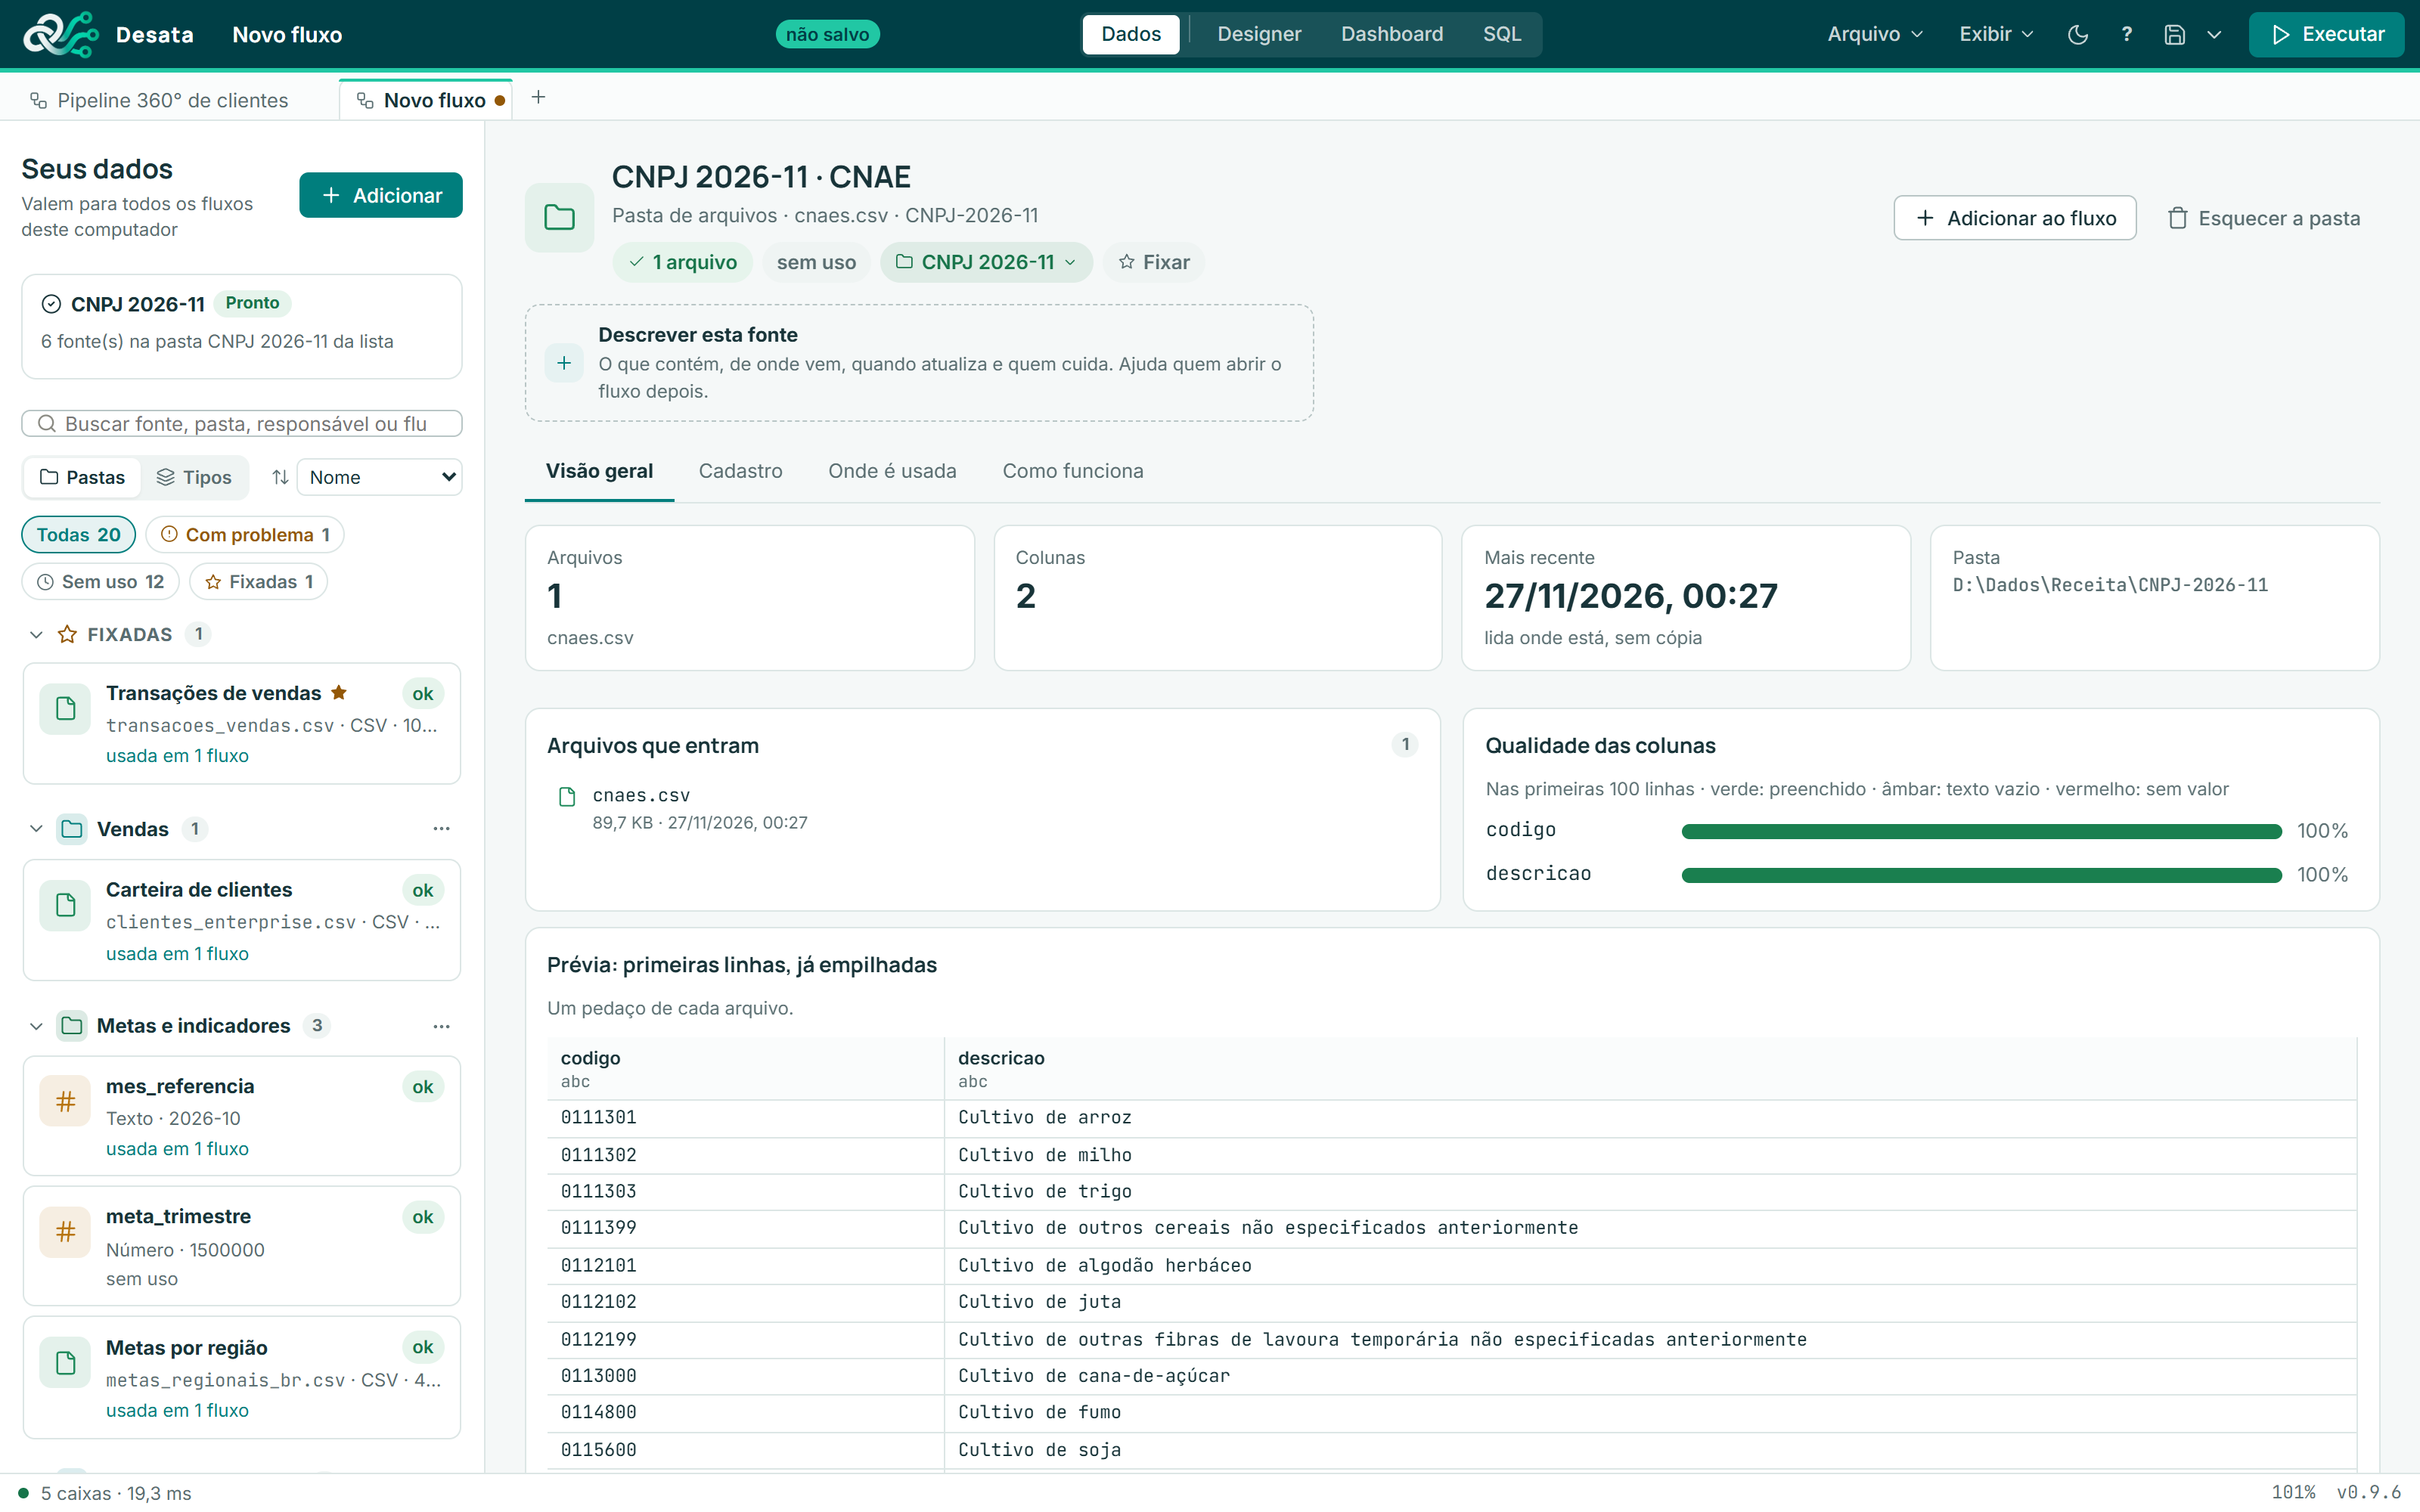 Desata
Novo fluxo
não salvo
Dados
Designer
Dashboard
SQL
Arquivo
Exibir
?
Executar
Pipeline 360° de clientes
Novo fluxo
Seus dados
Valem para todos os fluxos
deste computador
Adicionar
CNPJ 2026-11 Pronto
6 fonte(s) na pasta CNPJ 2026-11 da lista
Buscar fonte, pasta, responsável ou flu
Pastas
Tipos
Nome
Todas 20
Com problema 1
Sem uso 12
Fixadas 1
FIXADAS 1
Transações de vendas
ok
transacoes_vendas.csv · CSV · 10...
usada em 1 fluxo
Vendas 1
Carteira de clientes
ok
clientes_enterprise.csv · CSV · ...
usada em 1 fluxo
Metas e indicadores 3
mes_referencia
ok
Texto · 2026-10
usada em 1 fluxo
meta_trimestre
ok
Número · 1500000
sem uso
Metas por região
ok
metas_regionais_br.csv · CSV · 4...
usada em 1 fluxo
CNPJ 2026-11 · CNAE
Pasta de arquivos · cnaes.csv · CNPJ-2026-11
1 arquivo
sem uso
CNPJ 2026-11
Fixar
Adicionar ao fluxo
Esquecer a pasta
Descrever esta fonte
O que contém, de onde vem, quando atualiza e quem cuida. Ajuda quem abrir o
fluxo depois.
Visão geral
Cadastro
Onde é usada
Como funciona
Arquivos
1
cnaes.csv
Colunas
2
Mais recente
27/11/2026, 00:27
lida onde está, sem cópia
Pasta
D:\Dados\Receita\CNPJ-2026-11
Arquivos que entram
1
cnaes.csv
89,7 KB · 27/11/2026, 00:27
Qualidade das colunas
Nas primeiras 100 linhas · verde: preenchido · âmbar: texto vazio · vermelho: sem valor
codigo 100%
descricao 100%
Prévia: primeiras linhas, já empilhadas
Um pedaço de cada arquivo.
codigo descricao
abc abc
0111301 Cultivo de arroz
0111302 Cultivo de milho
0111303 Cultivo de trigo
0111399 Cultivo de outros cereais não especificados anteriormente
0112101 Cultivo de algodão herbáceo
0112102 Cultivo de juta
0112199 Cultivo de outras fibras de lavoura temporária não especificadas anteriormente
0113000 Cultivo de cana-de-açúcar
0114800 Cultivo de fumo
0115600 Cultivo de soja
5 caixas · 19,3 ms
101%
v0.9.6